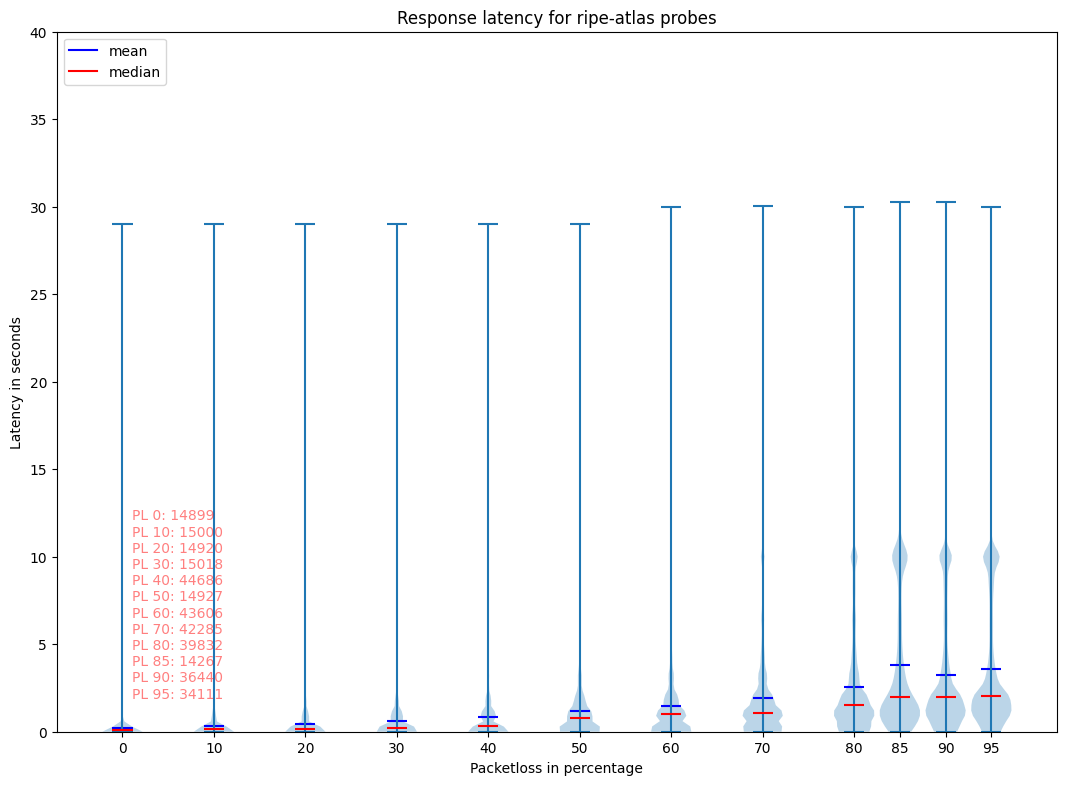 Response latency for ripe-atlas probes
mean
median
Latency in seconds
40
35
30
25
20
15
10
5
0
PL 0: 14899
PL 10: 15000
PL 20: 14920
PL 30: 15018
PL 40: 44686
PL 50: 14927
PL 60: 43606
PL 70: 42285
PL 80: 39832
PL 85: 14267
PL 90: 36440
PL 95: 34111
0 10 20 30 40 50 60 70 80 85 90 95
Packetloss in percentage